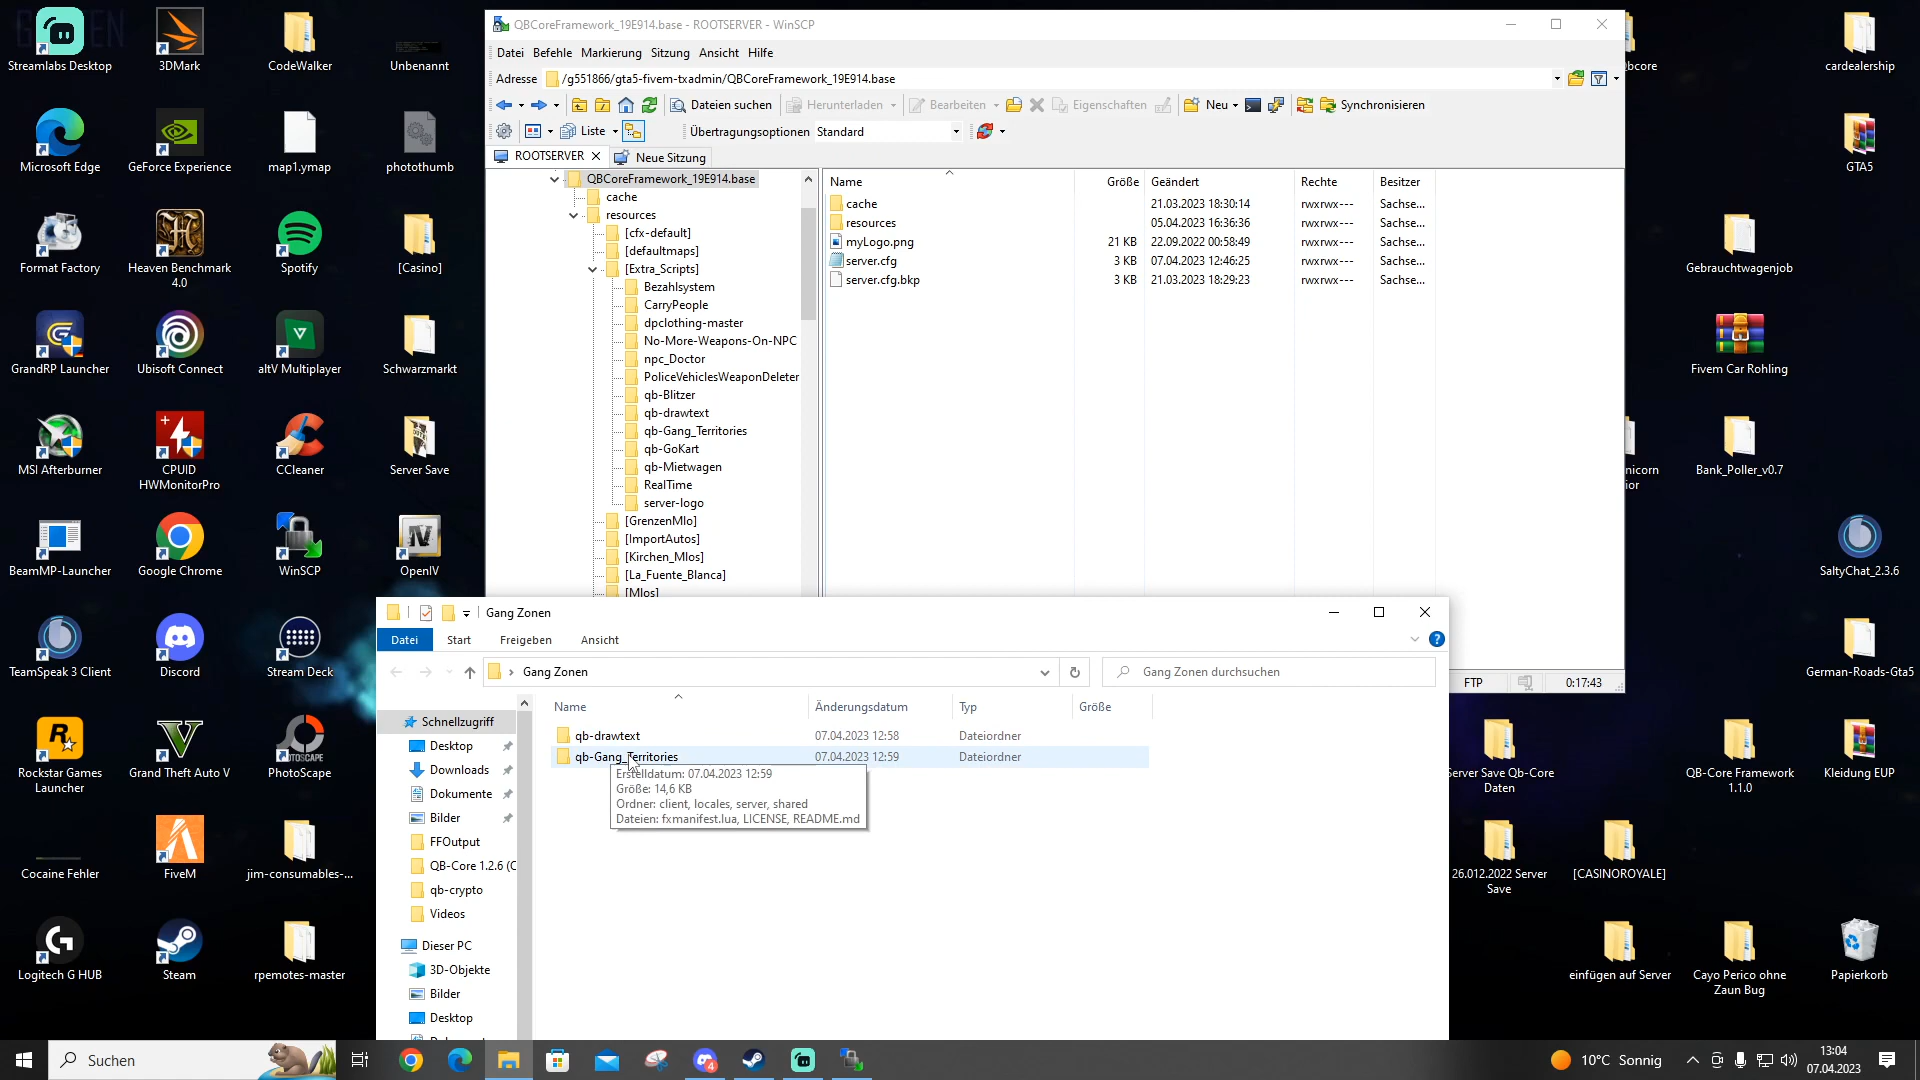 Streamlabs Desktop
3DMark
CodeWalker
Unbenannt
Microsoft Edge
GeForce Experience
map1.ymap
photothumb
Format Factory
Heaven Benchmark
4.0
Spotify
[Casino]
GrandRP Launcher
Ubisoft Connect
altV Multiplayer
Schwarzmarkt
MSI Afterburner
CPUID
HWMonitorPro
CCleaner
Server Save
BeamMP-Launcher
Google Chrome
WinSCP
OpenIV
TeamSpeak 3 Client
Discord
Stream Deck
Rockstar Games
Launcher
Grand Theft Auto V
PhotoScape
Cocaine Fehler
FiveM
jim-consumables-...
Logitech G HUB
Steam
rpemotes-master
QBCoreFramework_19E914.base - ROOTSERVER - WinSCP
Datei Befehle Markierung Sitzung Ansicht Hilfe
Adresse /g551866/gta5-fivem-txadmin/QBCoreFramework_19E914.base
Dateien suchen Herunterladen Bearbeiten Eigenschaften Neu Synchronisieren
Liste Übertragungsoptionen Standard
ROOTSERVER Neue Sitzung
QBCoreFramework_19E914.base
cache
resources
[cfx-default]
[defaultmaps]
[Extra_Scripts]
Bezahlsystem
CarryPeople
dpclothing-master
No-More-Weapons-On-NPC
npc_Doctor
PoliceVehiclesWeaponDeleter
qb-Blitzer
qb-drawtext
qb-Gang_Territories
qb-GoKart
qb-Mietwagen
RealTime
server-logo
[GrenzenMlo]
[ImportAutos]
[Kirchen_Mlos]
[La_Fuente_Blanca]
[Mlos]
Name Größe Geändert Rechte Besitzer
cache 21.03.2023 18:30:14 rwxrwx--- Sachse...
resources 05.04.2023 16:36:36 rwxrwx--- Sachse...
myLogo.png 21 KB 22.09.2022 00:58:49 rwxrwx--- Sachse...
server.cfg 3 KB 07.04.2023 12:46:25 rwxrwx--- Sachse...
server.cfg.bkp 3 KB 21.03.2023 18:29:23 rwxrwx--- Sachse...
FTP 0:17:43
Gang Zonen
Datei Start Freigeben Ansicht
Gang Zonen
Gang Zonen durchsuchen
Schnellzugriff
Desktop
Downloads
Dokumente
Bilder
FFOutput
QB-Core 1.2.6 (C
qb-crypto
Videos
Dieser PC
3D-Objekte
Bilder
Desktop
Name Änderungsdatum Typ Größe
qb-drawtext 07.04.2023 12:58 Dateiordner
qb-Gang_Territories 07.04.2023 12:59 Dateiordner
Erstelldatum: 07.04.2023 12:59
Größe: 14,6 KB
Ordner: client, locales, server, shared
Dateien: fxmanifest.lua, LICENSE, README.md
bcore
cardealership
GTA5
Gebrauchtwagenjob
Fivem Car Rohling
nicorn
ior
Bank_Poller_v0.7
SaltyChat_2.3.6
German-Roads-Gta5
Server Save Qb-Core
Daten
QB-Core Framework
1.1.0
Kleidung EUP
26.012.2022 Server
Save
[CASINOROYALE]
einfügen auf Server
Cayo Perico ohne
Zaun Bug
Papierkorb
Suchen
4
10°C Sonnig
13:04
07.04.2023